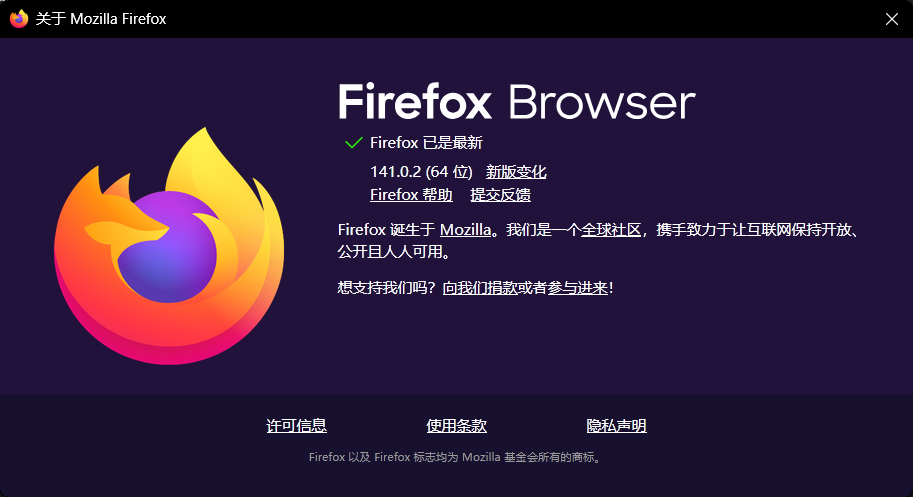 关于 Mozilla Firefox
Firefox Browser
Firefox 已是最新
141.0.2 (64 位) 新版变化
Firefox 帮助 提交反馈
Firefox 诞生于 Mozilla。我们是一个全球社区，携手致力于让互联网保持开放、
公开且人人可用。
想支持我们吗？向我们捐款或者参与进来！
许可信息 使用条款 隐私声明
Firefox 以及 Firefox 标志均为 Mozilla 基金会所有的商标。